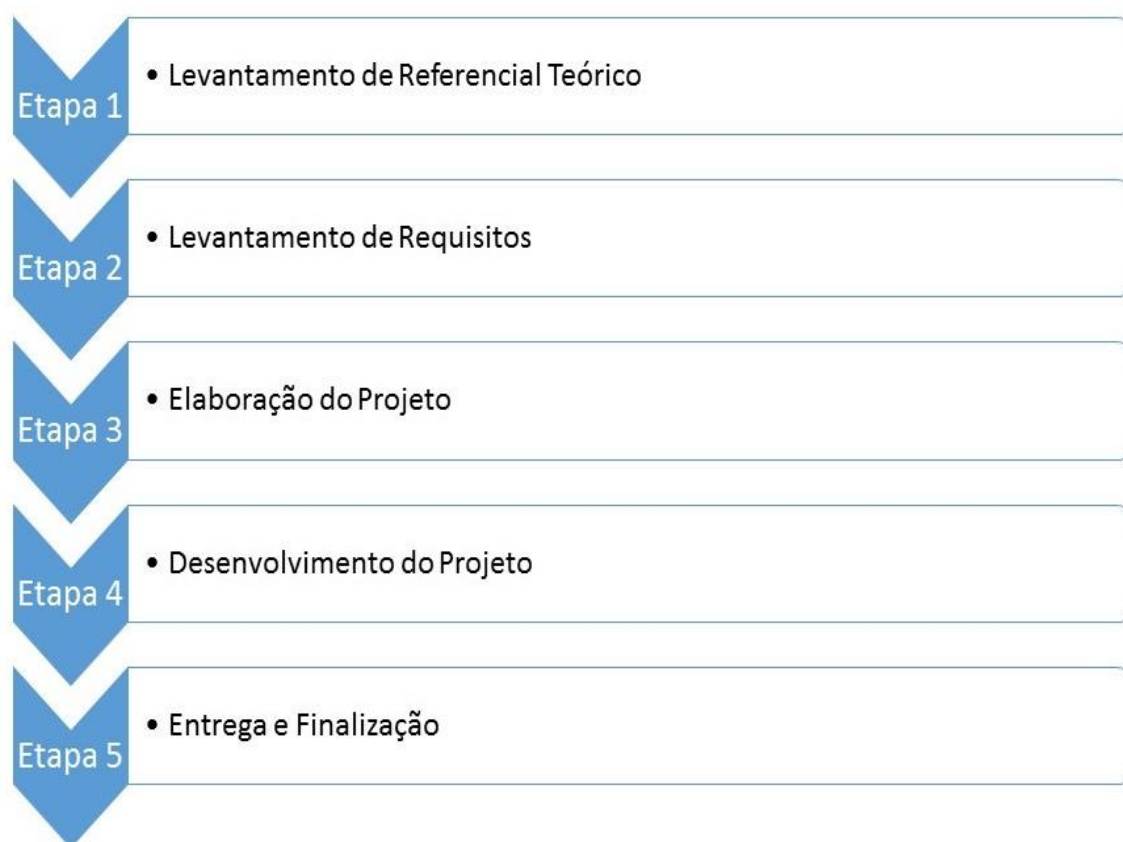 Etapa 1
• Levantamento de Referencial Teórico
Etapa 2
• Levantamento de Requisitos
Etapa 3
• Elaboração do Projeto
Etapa 4
• Desenvolvimento do Projeto
Etapa 5
• Entrega e Finalização